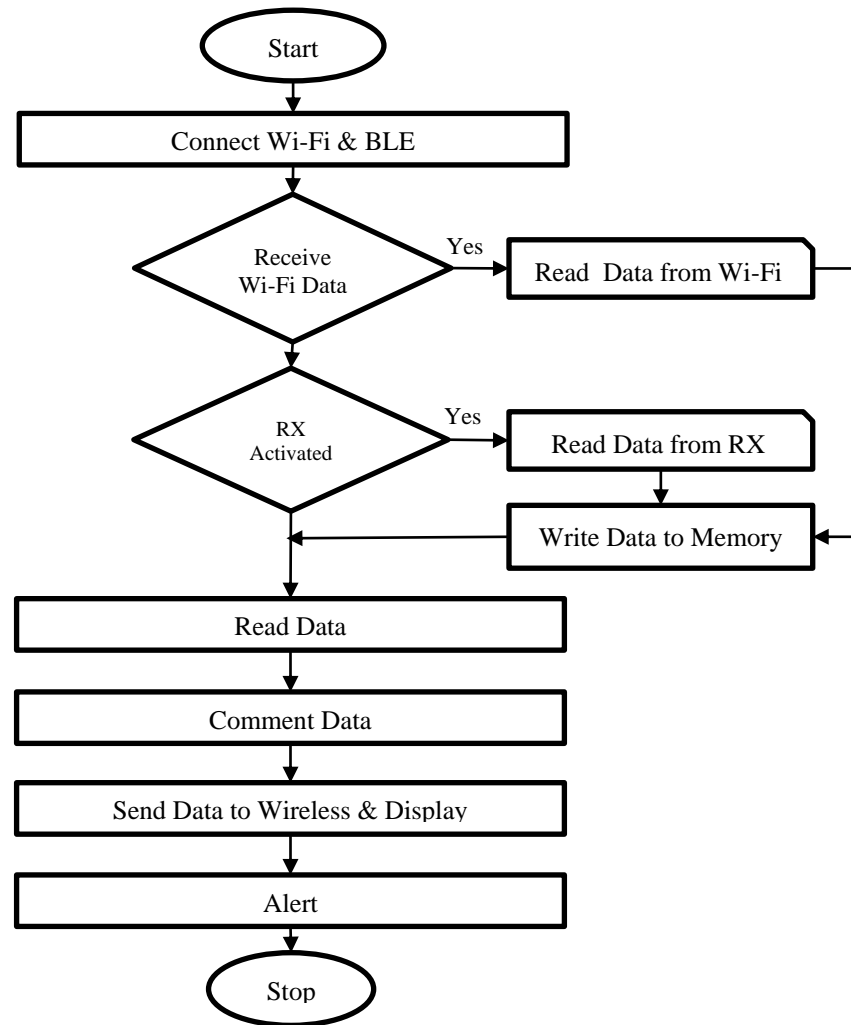 Start
Connect Wi-Fi & BLE
Receive
Wi-Fi Data
Yes
Read Data from Wi-Fi
RX
Activated
Yes
Read Data from RX
Write Data to Memory
Read Data
Comment Data
Send Data to Wireless & Display
Alert
Stop